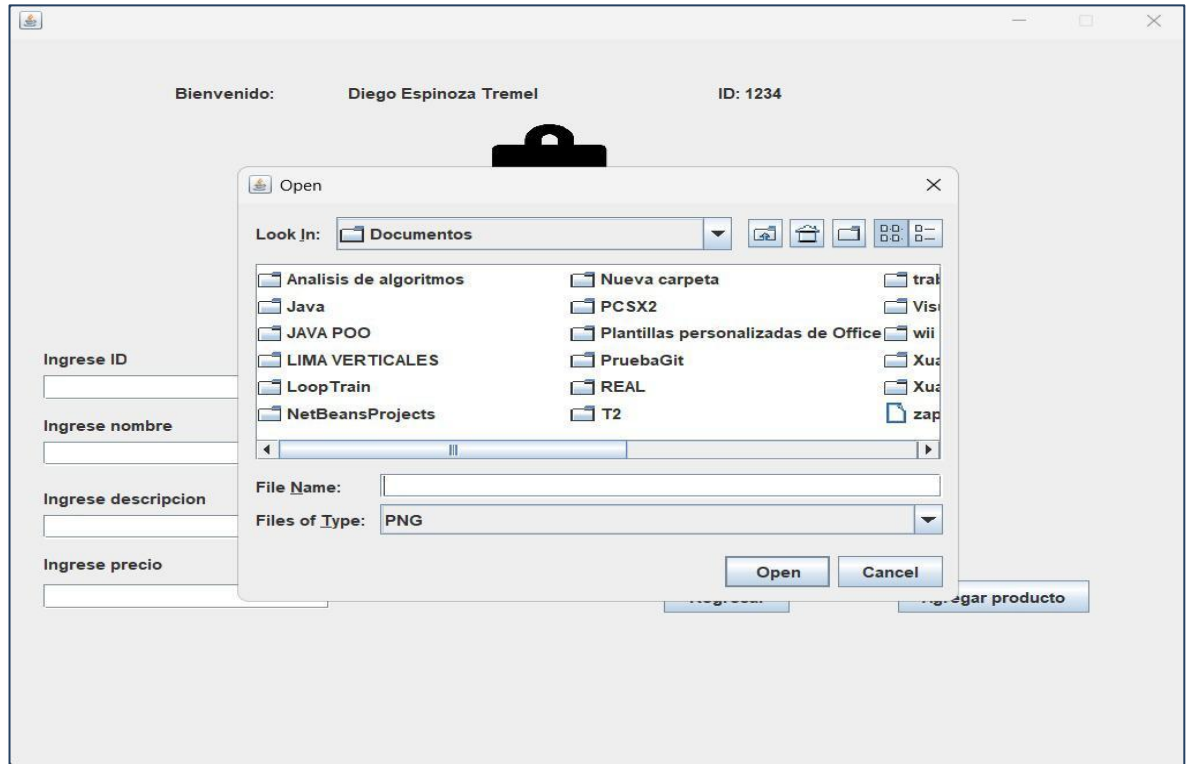 Bienvenido: Diego Espinoza Tremel ID: 1234
Open
Look In: Documentos
Analisis de algoritmos Nueva carpeta
Java PCSX2
JAVA POO Plantillas personalizadas de Office wii
LIMA VERTICALES PruebaGit
LoopTrain REAL
NetBeansProjects T2
File Name:
Files of Type: PNG
Open Cancel
Ingrese ID
Ingrese nombre
Ingrese descripcion
Ingrese precio
Agregar producto